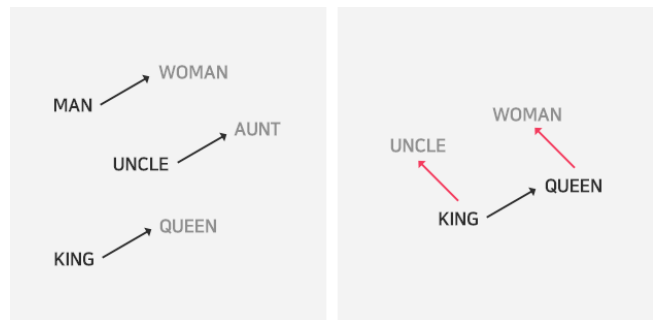 WOMAN
MAN
AUNT
UNCLE
QUEEN
KING
WOMAN
UNCLE
QUEEN
KING